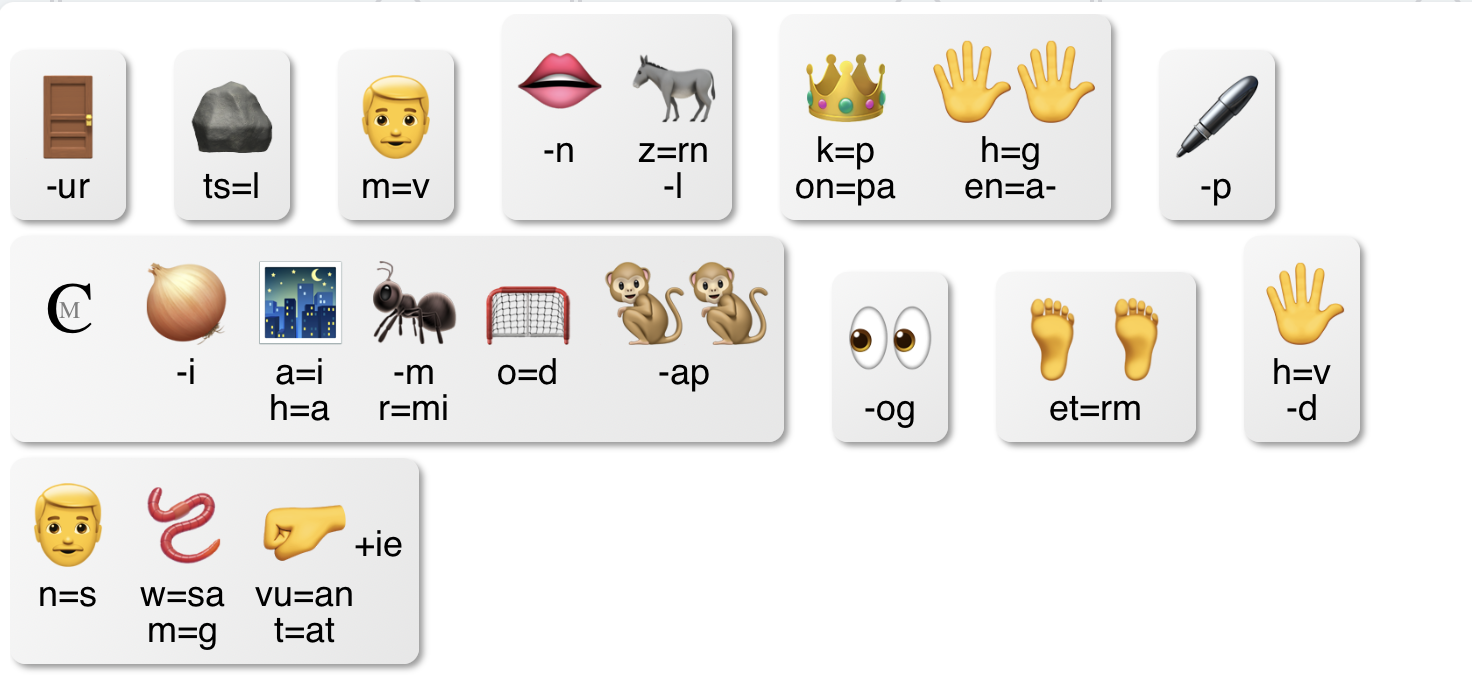 -ur ts=l m=v -n z=rn k=p h=g -p
-l on=pa en=a-
C M -i a=i -m o=d -ap -og et=rm h=v
h=a r=mi -d
+ie
n=s w=sa vu=an
m=g t=at